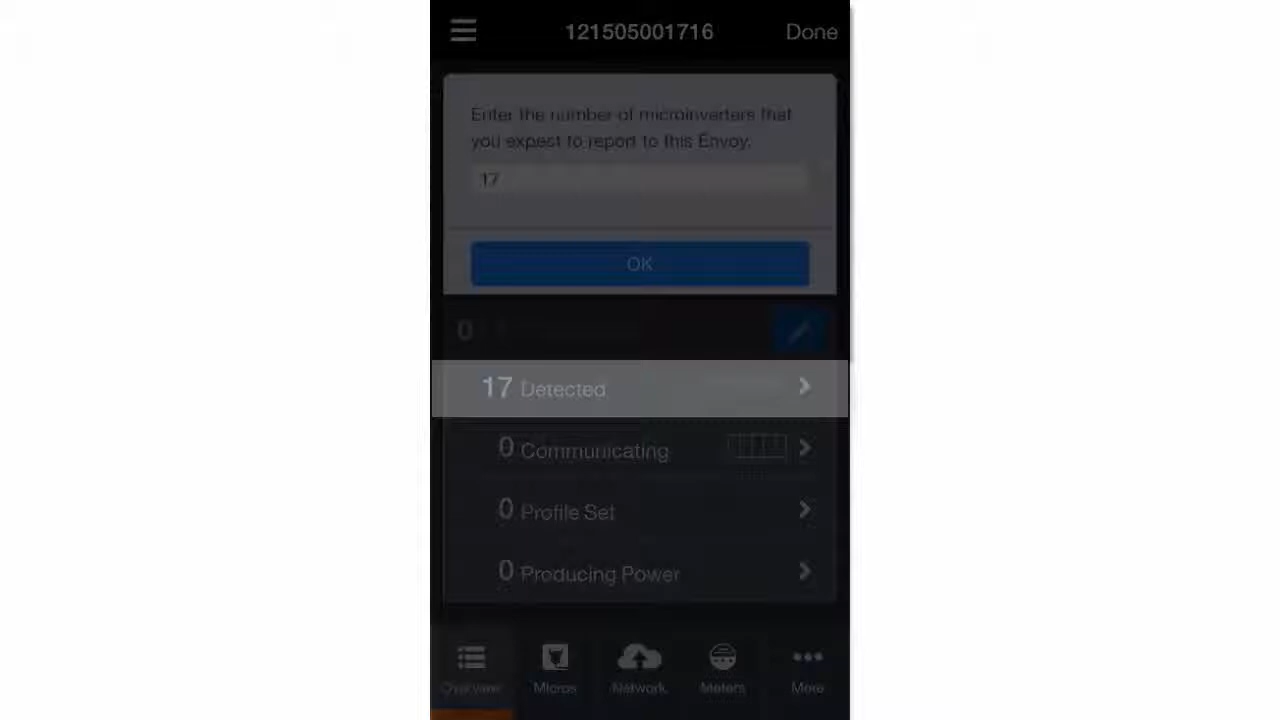 121505001716
Done
Enter the number of microinverters that
you expect to report to this Envoy.
17
OK
0
17 Detected
0 Communicating
0 Profile Set
0 Producing Power
Overview
Micros
Network
Meters
More